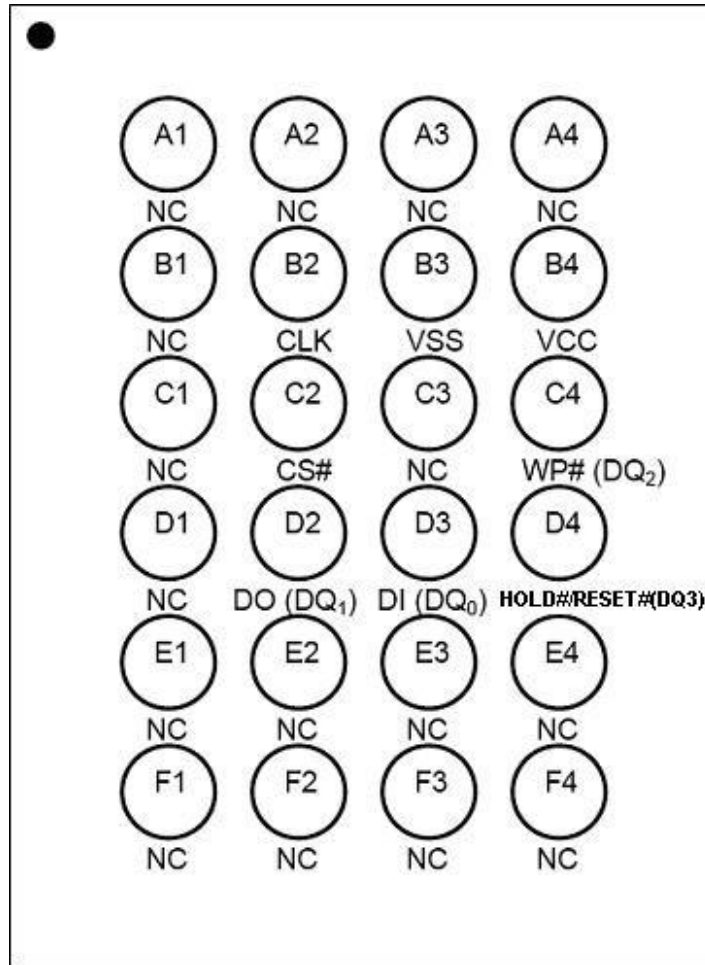 A1 A2 A3 A4
NC NC NC NC
B1 B2 B3 B4
NC CLK VSS VCC
C1 C2 C3 C4
NC CS# NC WP# (DQ₂)
D1 D2 D3 D4
NC DO (DQ₁) DI (DQ₀) HOLD#/RESET#(DQ3)
E1 E2 E3 E4
NC NC NC NC
F1 F2 F3 F4
NC NC NC NC